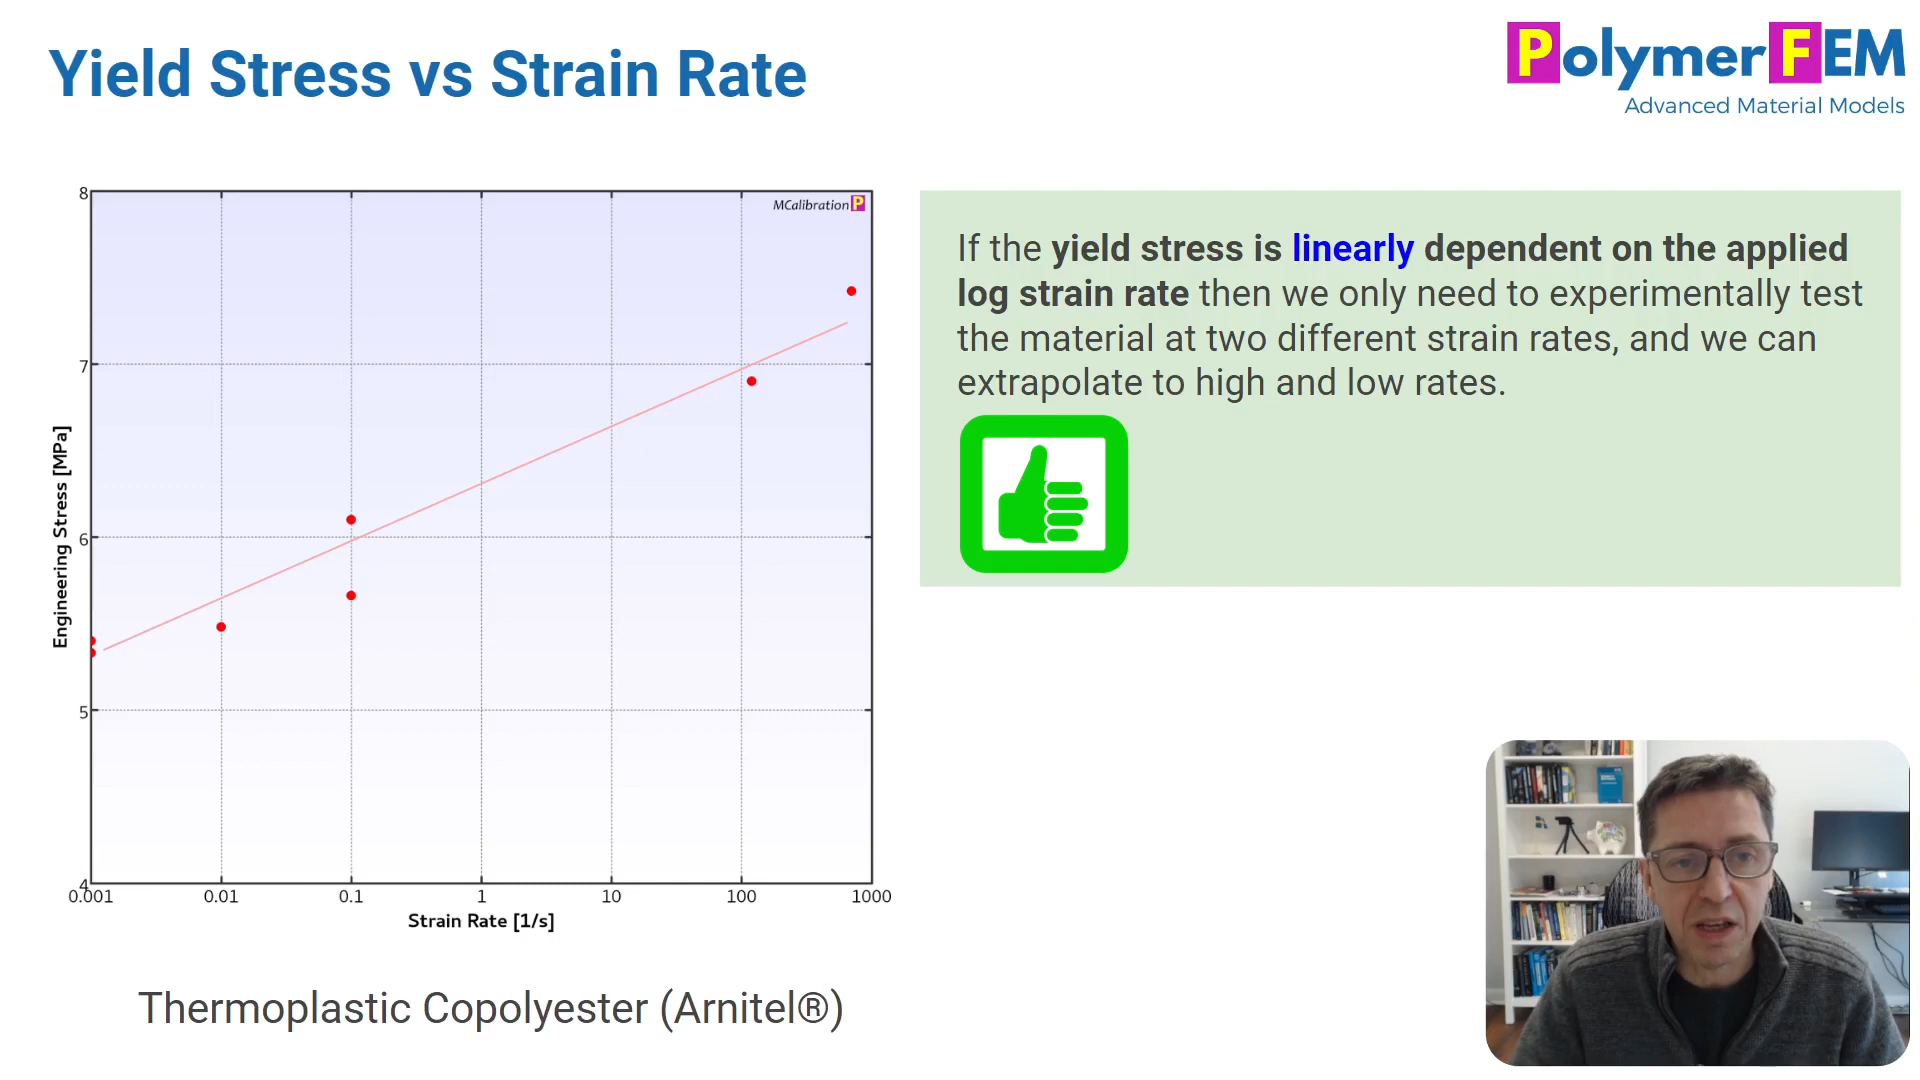 Yield Stress vs Strain Rate
PolymerFEM
Advanced Material Models
MCalibration P
8
7
6
5
4
Engineering Stress [MPa]
0.001 0.01 0.1 1 10 100 1000
Strain Rate [1/s]
Thermoplastic Copolyester (Arnitel®)
If the yield stress is linearly dependent on the applied
log strain rate then we only need to experimentally test
the material at two different strain rates, and we can
extrapolate to high and low rates.